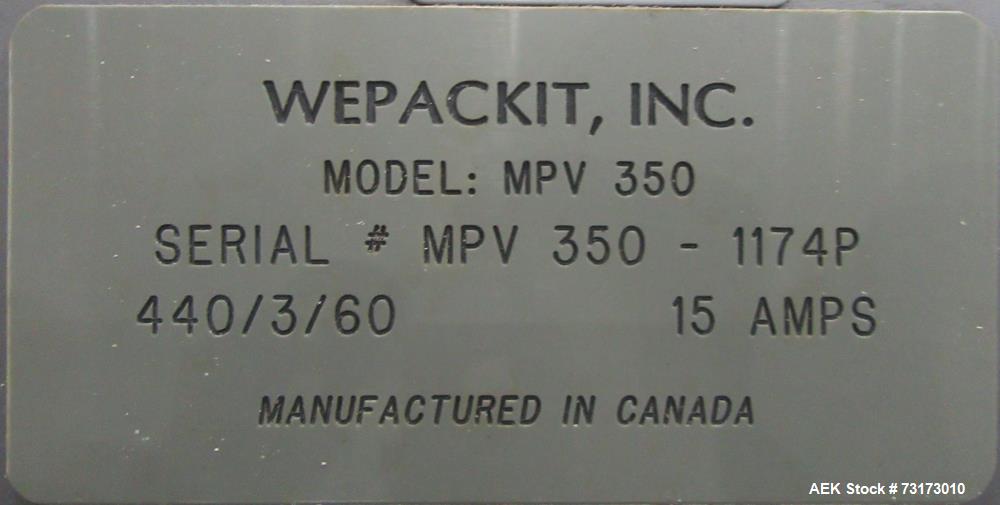 WEPACKIT, INC.
MODEL: MPV 350
SERIAL # MPV 350 - 1174P
440/3/60 15 AMPS
MANUFACTURED IN CANADA
AEK Stock # 73173010